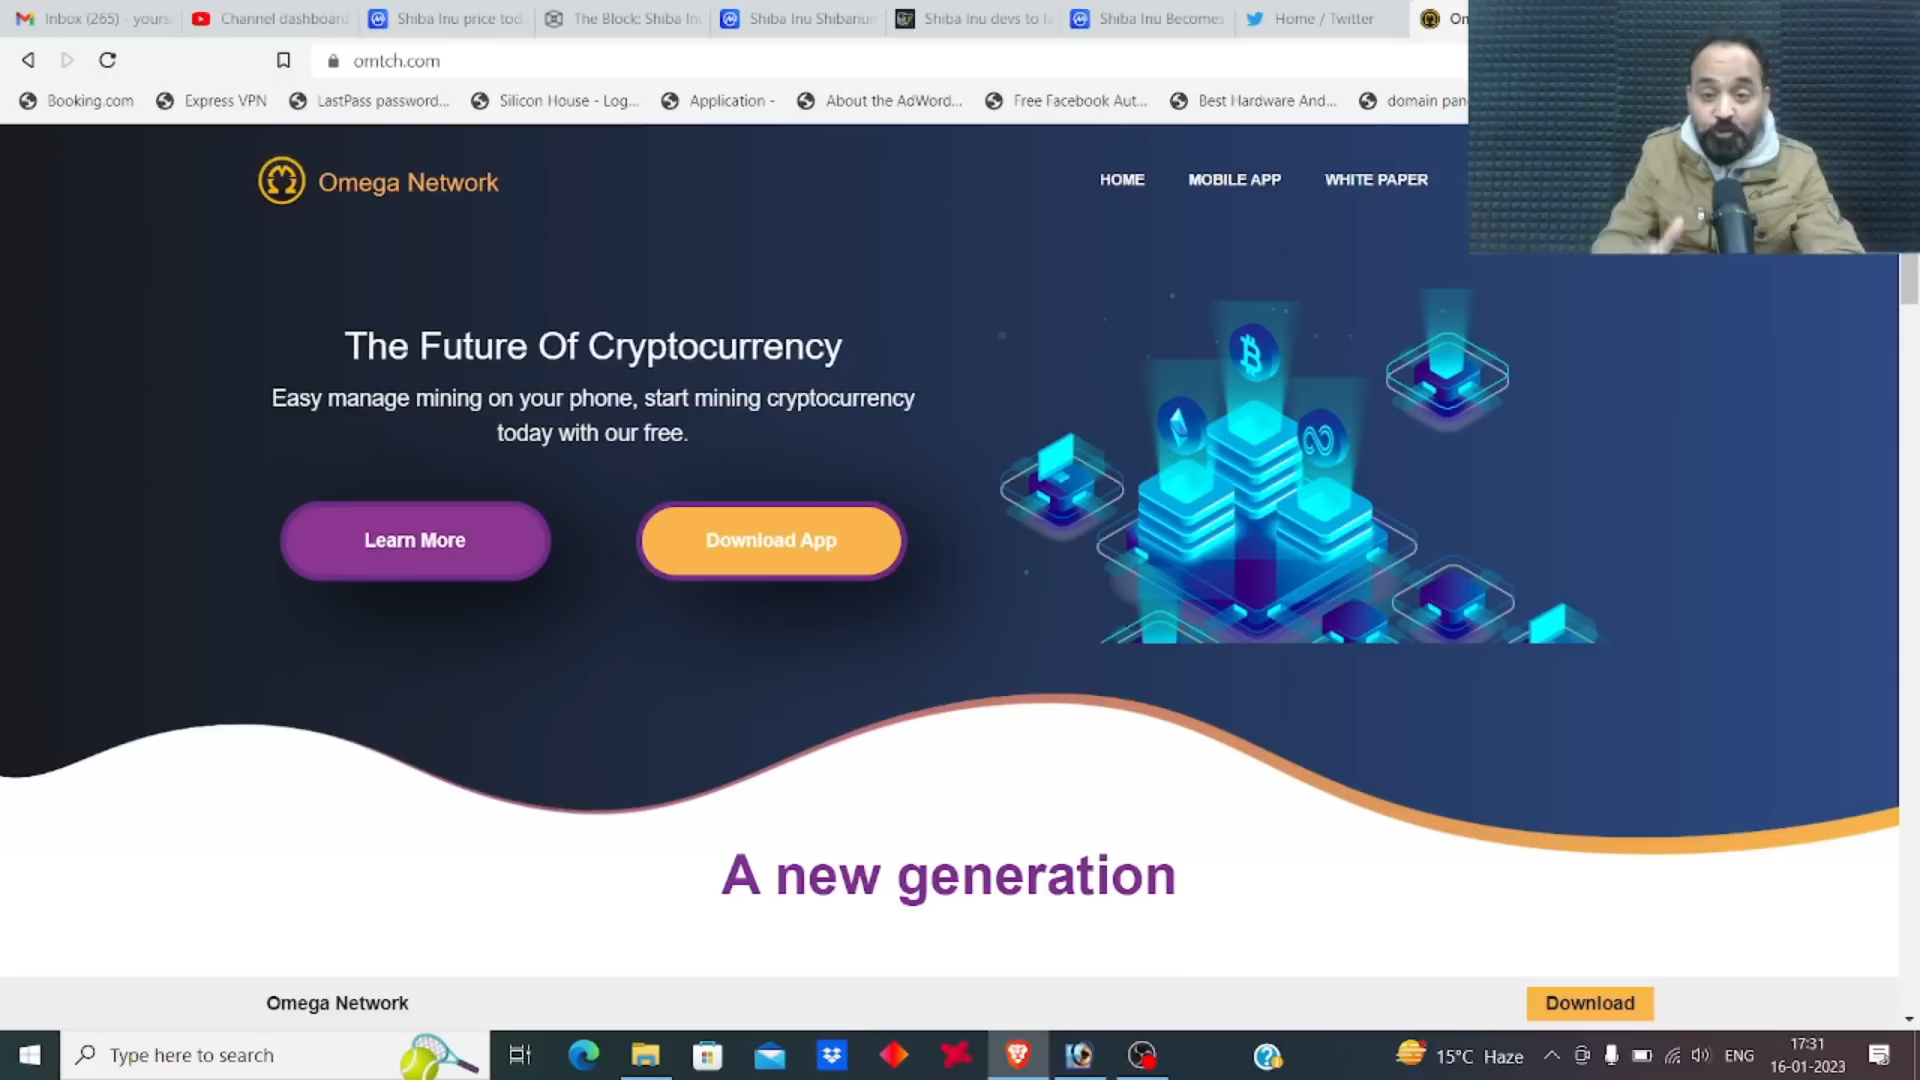 Inbox (265) - yours
Channel dashboard
Shiba Inu price tod
The Block: Shiba In
Shiba Inu Shibarium
Shiba Inu devs to la
Shiba Inu Becomes
Home / Twitter
Om
omtch.com
Booking.com
Express VPN
LastPass password...
Silicon House - Log...
Application -
About the AdWord...
Free Facebook Aut...
Best Hardware And...
domain pan
Omega Network
HOME
MOBILE APP
WHITE PAPER
The Future Of Cryptocurrency
Easy manage mining on your phone, start mining cryptocurrency
today with our free.
Learn More
Download App
A new generation
Omega Network
Download
Type here to search
15°C Haze
ENG
17:31
16-01-2023